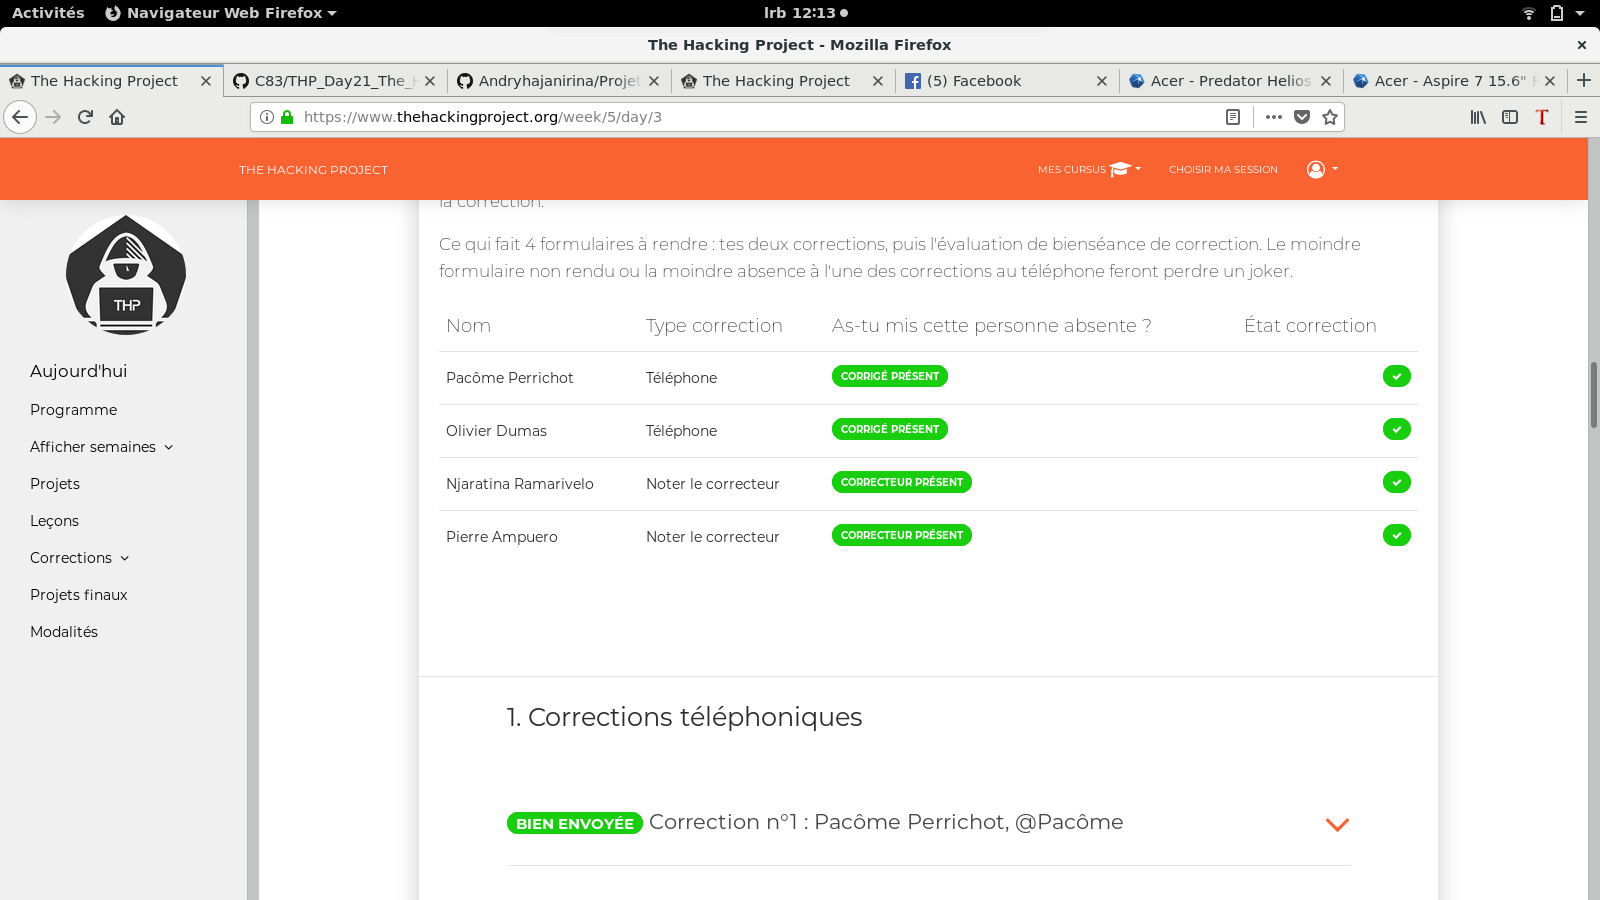 Activités Navigateur Web Firefox lrb 12:13
The Hacking Project - Mozilla Firefox
The Hacking Project C83/THP_Day21_The_ Andryhajanirina/Projet The Hacking Project (5) Facebook Acer - Predator Helios Acer - Aspire 7 15.6"
https://www.thehackingproject.org/week/5/day/3
THE HACKING PROJECT MES CURSUS CHOISIR MA SESSION
la correction.
THP
Ce qui fait 4 formulaires à rendre : tes deux corrections, puis l'évaluation de bienséance de correction. Le moindre
formulaire non rendu ou la moindre absence à l'une des corrections au téléphone feront perdre un joker.
Nom Type correction As-tu mis cette personne absente ? État correction
Pacôme Perrichot Téléphone CORRIGÉ PRÉSENT
Olivier Dumas Téléphone CORRIGÉ PRÉSENT
Njaratina Ramarivelo Noter le correcteur CORRECTEUR PRÉSENT
Pierre Ampuero Noter le correcteur CORRECTEUR PRÉSENT
Aujourd'hui
Programme
Afficher semaines
Projets
Leçons
Corrections
Projets finaux
Modalités
1. Corrections téléphoniques
BIEN ENVOYÉE Correction n°1 : Pacôme Perrichot, @Pacôme